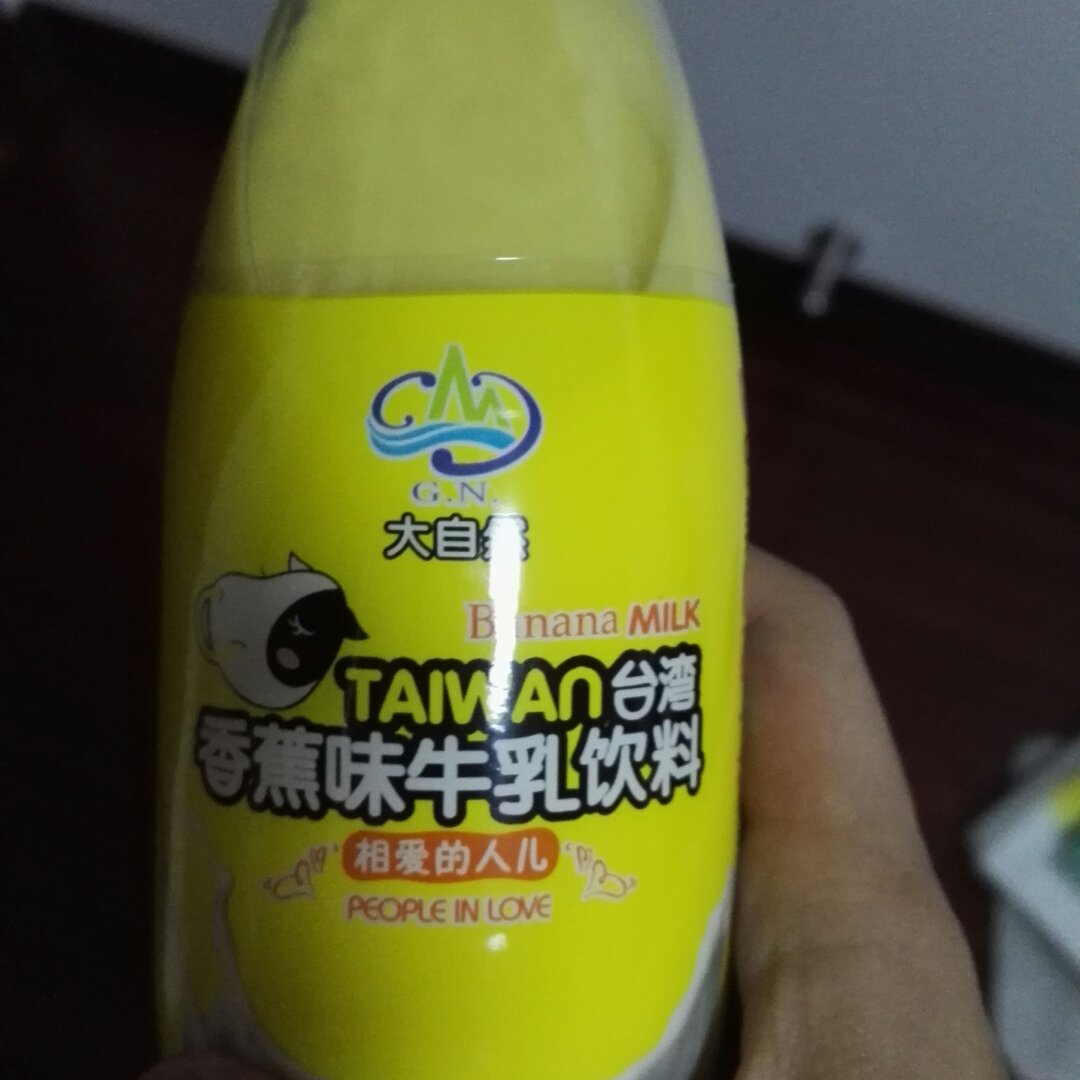 G.N.
大自然
Banana MILK
TAIWAN台湾
香蕉味牛乳饮料
相爱的人儿
PEOPLE IN LOVE